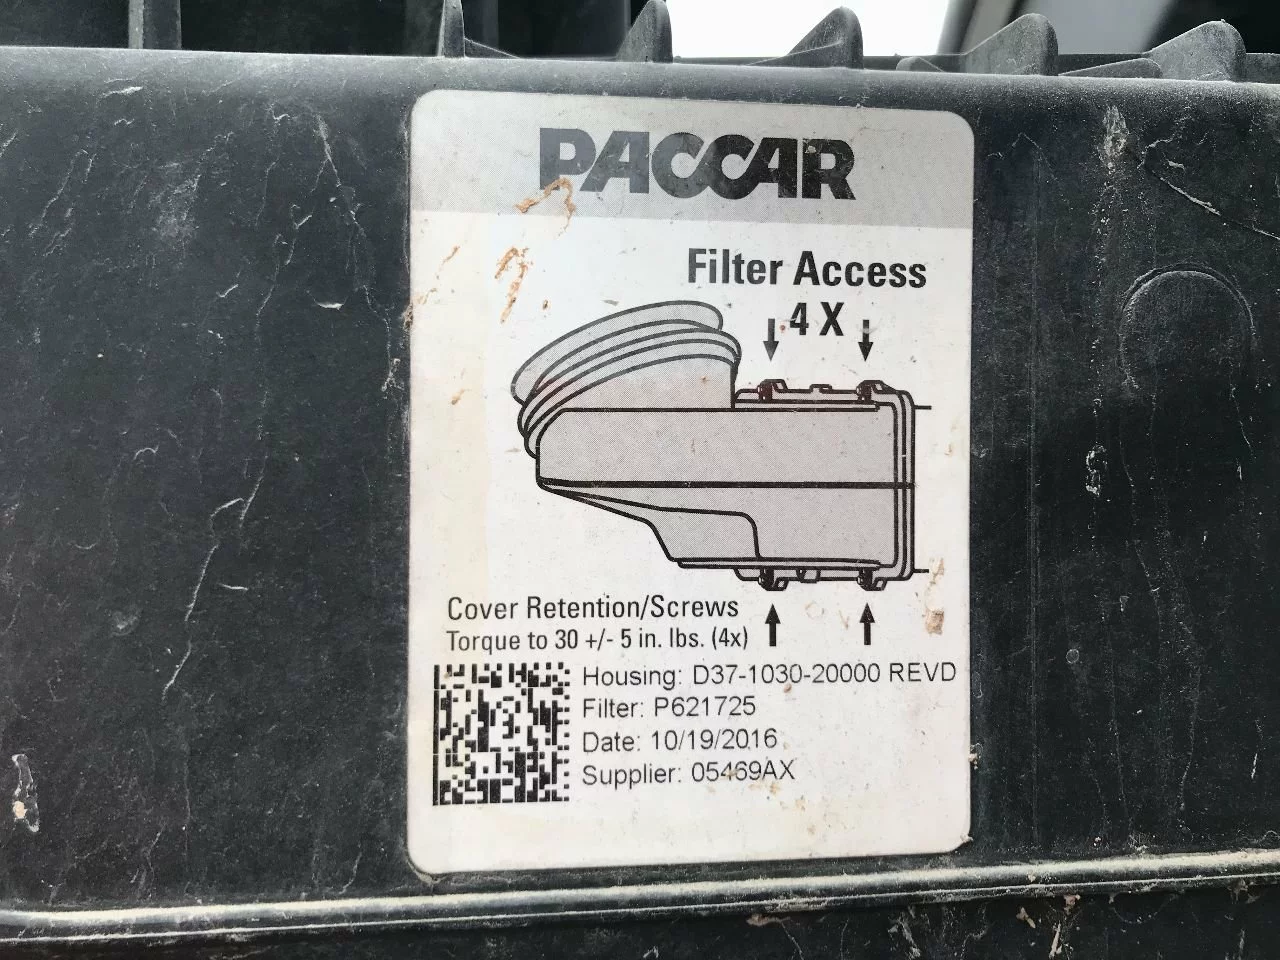 PACCAR
Filter Access
4 X
Cover Retention/Screws
Torque to 30 +/- 5 in. lbs. (4x)
Housing: D37-1030-20000 REVD
Filter: P621725
Date: 10/19/2016
Supplier: 05469AX